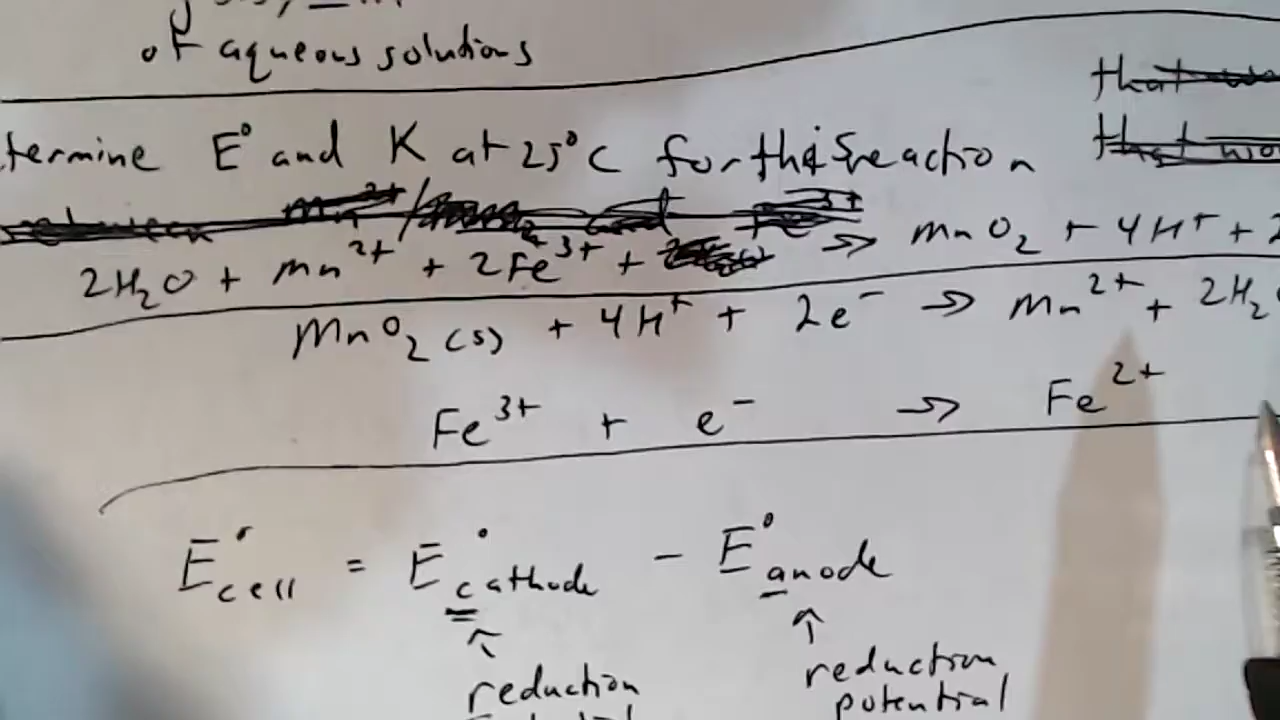 of aqueous solutions
termine E° and K at 25°C for this reaction
2H₂O + Mn²⁺ + 2Fe³⁺ + → MnO₂ + 4H⁺ + 2
MnO₂(s) + 4H⁺ + 2e⁻ → Mn²⁺ + 2H₂
Fe³⁺ + e⁻ → Fe²⁺
E°cell = E°cathode − E°anode
↑ ↑
reduction reduction
potential